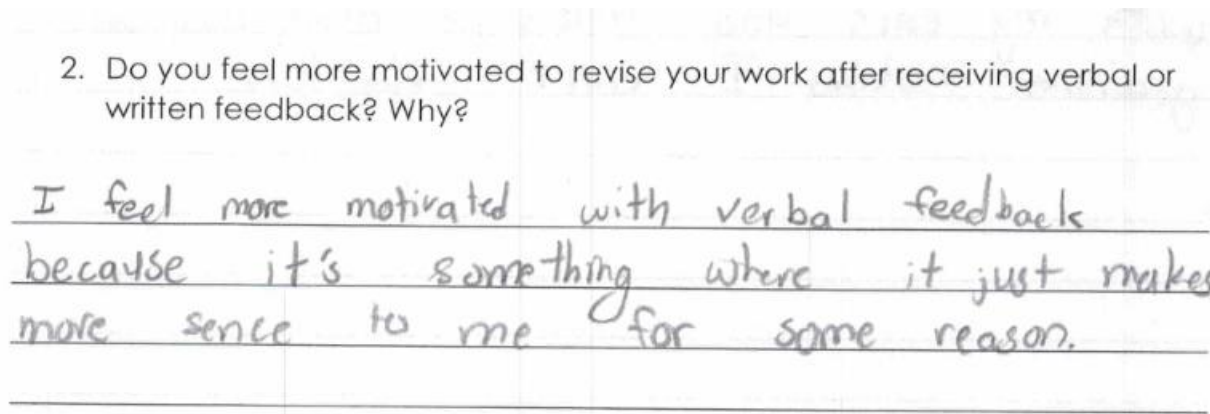 2. Do you feel more motivated to revise your work after receiving verbal or
written feedback? Why?
I feel more motivated with verbal feedback
because it's something where it just makes
more sence to me for some reason.